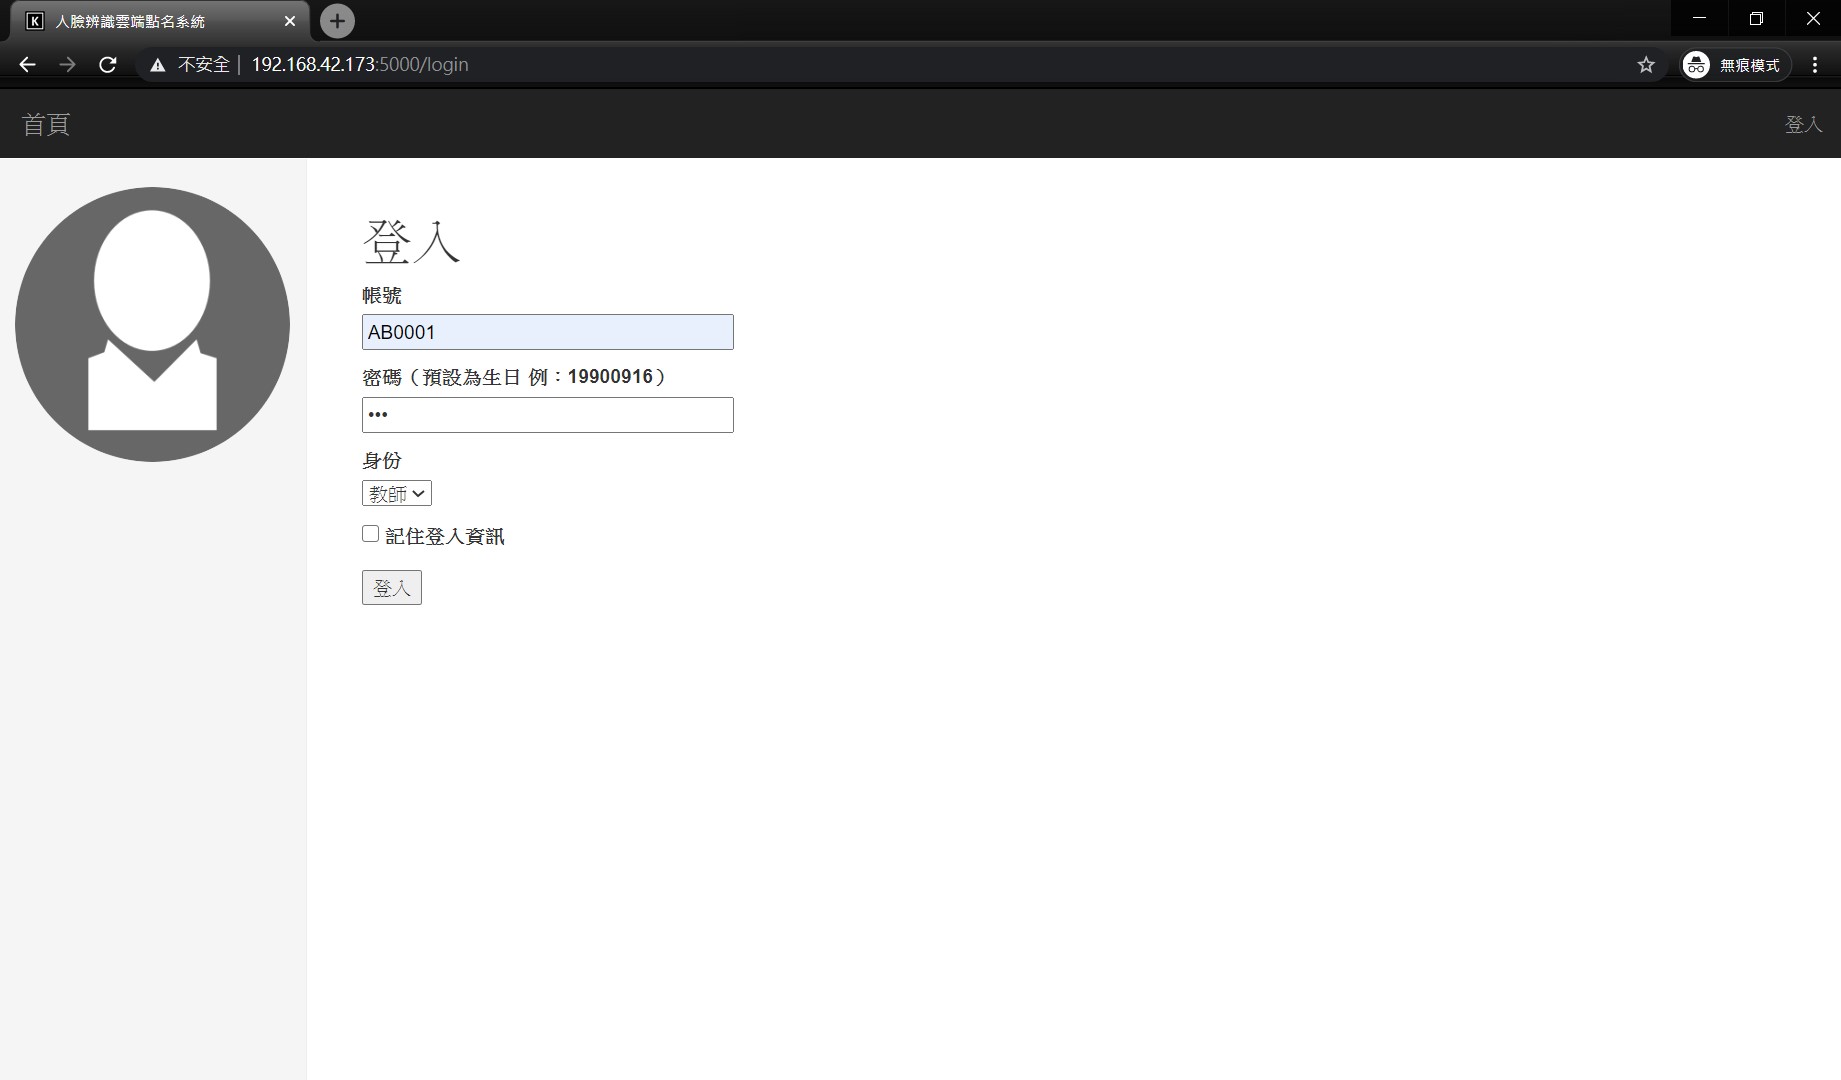 K 人臉辨識雲端點名系統
不安全 | 192.168.42.173:5000/login 無痕模式
首頁 登入
登入
帳號
AB0001
密碼（預設為生日 例：19900916）
•••
身份
教師
記住登入資訊
登入